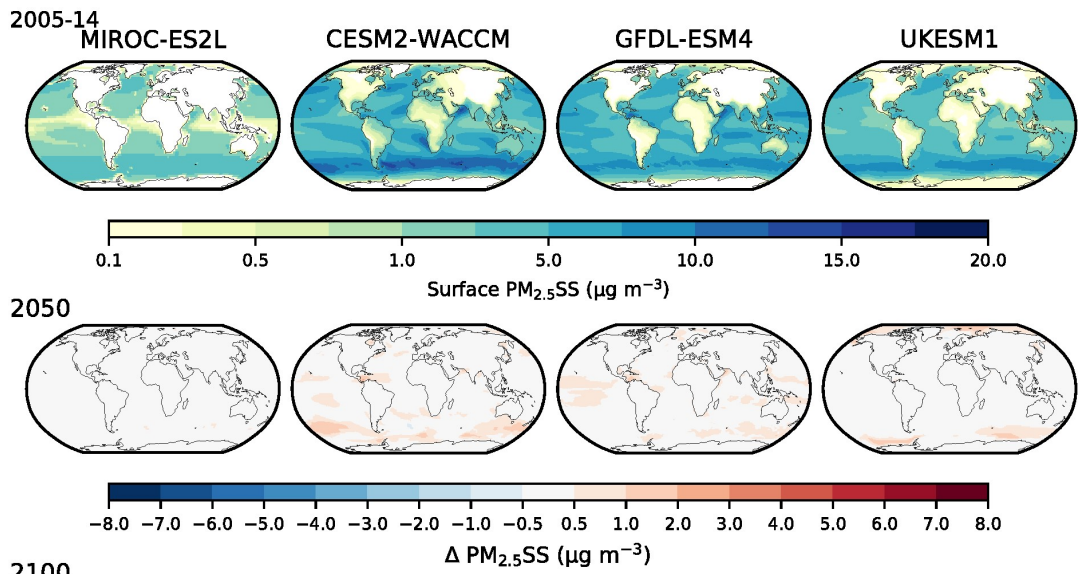 2005-14
MIROC-ES2L CESM2-WACCM GFDL-ESM4 UKESM1
0.1 0.5 1.0 5.0 10.0 15.0 20.0
Surface PM₂.₅SS (μg m⁻³)
2050
−8.0 −7.0 −6.0 −5.0 −4.0 −3.0 −2.0 −1.0 −0.5 0.5 1.0 2.0 3.0 4.0 5.0 6.0 7.0 8.0
Δ PM₂.₅SS (μg m⁻³)
2100